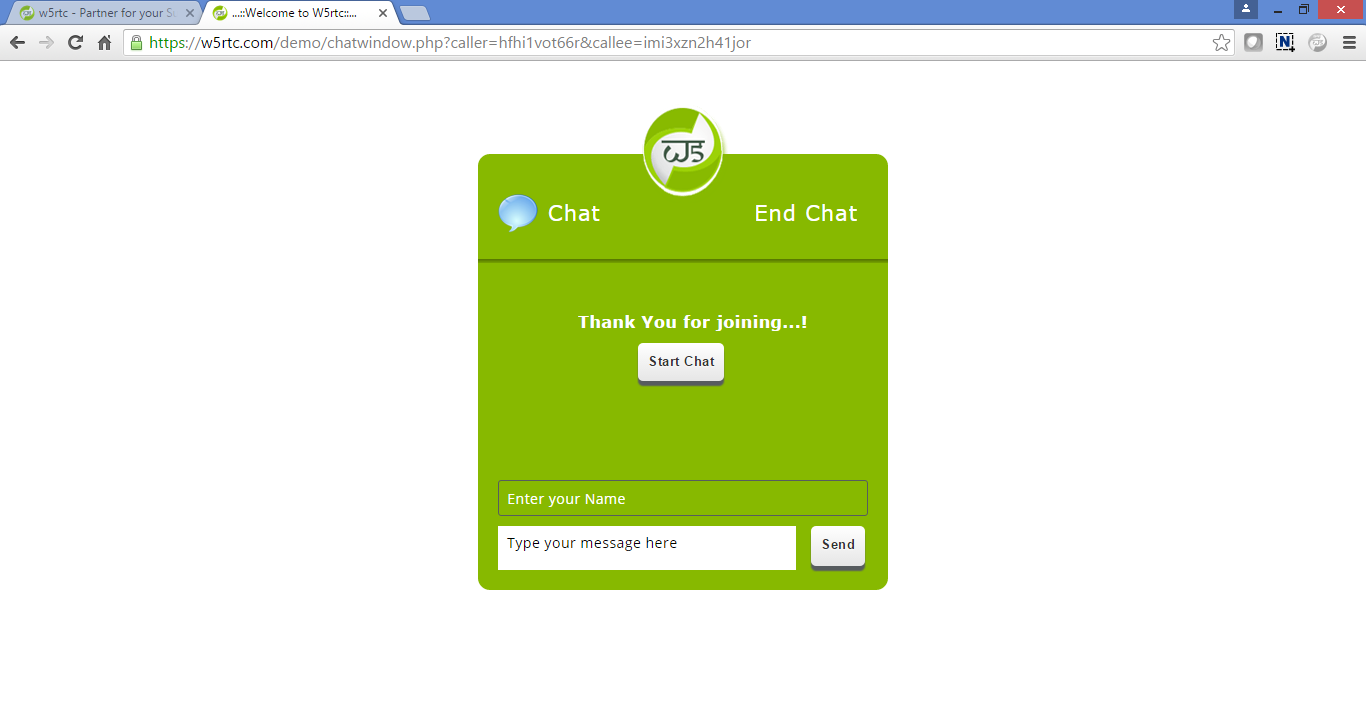 w5rtc - Partner for your Su
...::Welcome to W5rtc::...
https://w5rtc.com/demo/chatwindow.php?caller=hfhi1vot66r&callee=imi3xzn2h41jor
N
Chat
End Chat
Thank You for joining...!
Start Chat
Enter your Name
Type your message here
Send